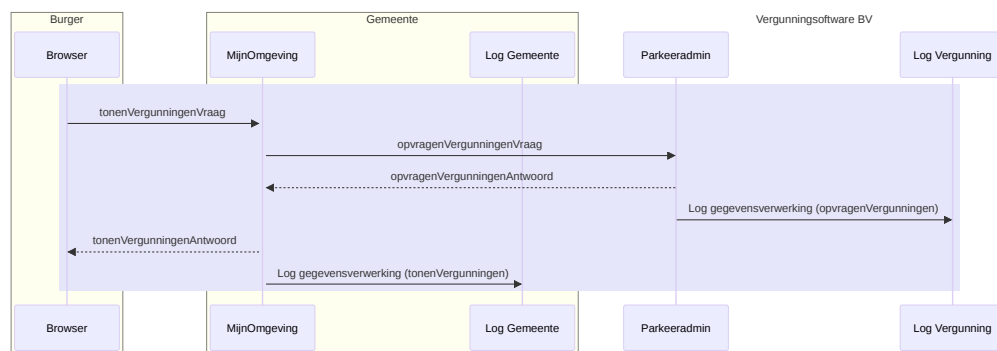 Burger
Gemeente
Vergunningsoftware BV
Browser
MijnOmgeving
Log Gemeente
Parkeeradmin
Log Vergunning
tonenVergunningenVraag
opvragenVergunningenVraag
opvragenVergunningenAntwoord
Log gegevensverwerking (opvragenVergunningen)
tonenVergunningenAntwoord
Log gegevensverwerking (tonenVergunningen)
Browser
MijnOmgeving
Log Gemeente
Parkeeradmin
Log Vergunning